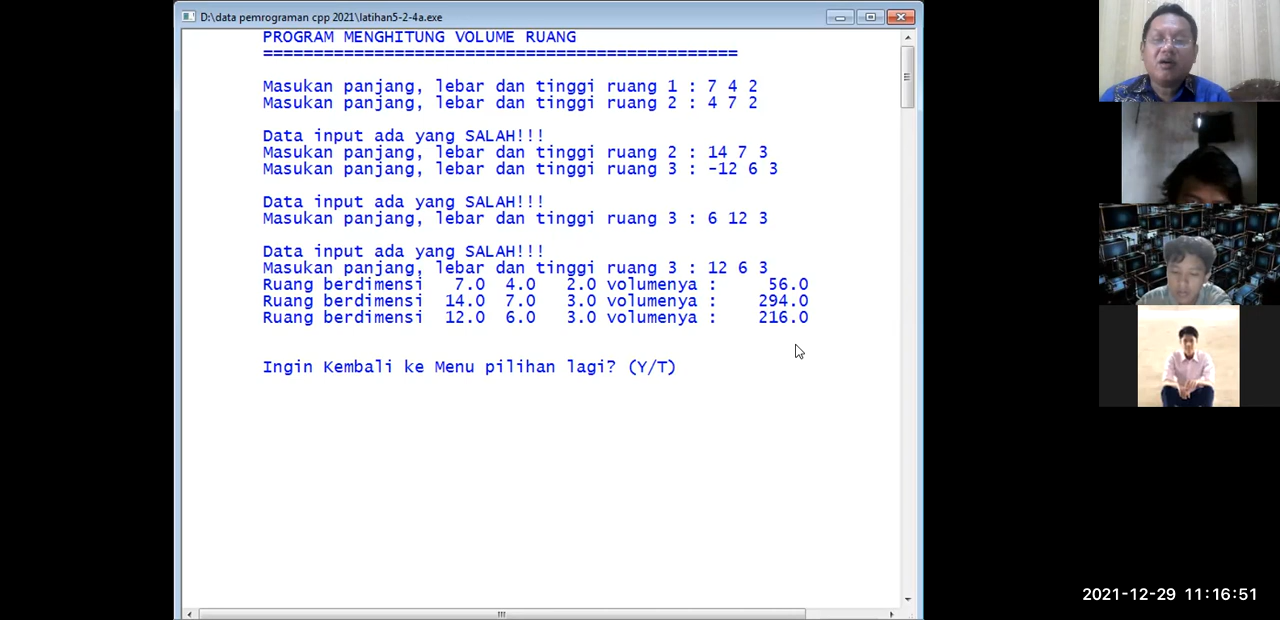 D:\data pemrograman cpp 2021\latihan5-2-4a.exe
PROGRAM MENGHITUNG VOLUME RUANG
===============================================
Masukan panjang, lebar dan tinggi ruang 1 : 7 4 2
Masukan panjang, lebar dan tinggi ruang 2 : 4 7 2
Data input ada yang SALAH!!!
Masukan panjang, lebar dan tinggi ruang 2 : 14 7 3
Masukan panjang, lebar dan tinggi ruang 3 : -12 6 3
Data input ada yang SALAH!!!
Masukan panjang, lebar dan tinggi ruang 3 : 6 12 3
Data input ada yang SALAH!!!
Masukan panjang, lebar dan tinggi ruang 3 : 12 6 3
Ruang berdimensi 7.0 4.0 2.0 volumenya : 56.0
Ruang berdimensi 14.0 7.0 3.0 volumenya : 294.0
Ruang berdimensi 12.0 6.0 3.0 volumenya : 216.0
Ingin Kembali ke Menu pilihan lagi? (Y/T)
2021-12-29 11:16:51